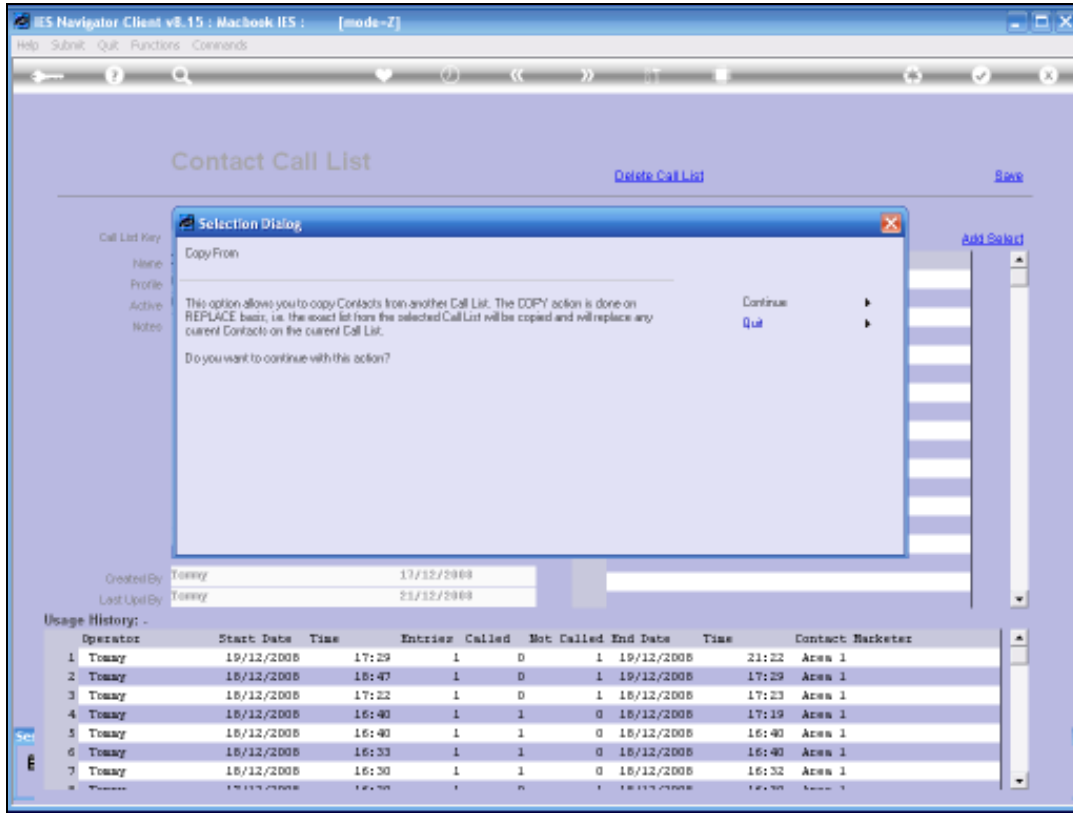 IES Navigator Client v8.15 : Macbook IES :     [mode=Z]
Help Submit Quit Functions Commands
Contact Call List
Delete Call List
Save
Selection Dialog
Call List Key
Add Select
Copy From
Name
Profile
This option allows you to copy Contacts from another Call List. The COPY action is done on
Continue
Active
REPLACE basis, i.e. the exact list from the selected Call List will be copied and will replace any
Quit
Notes
current Contacts on the current Call List.
Do you want to continue with this action?
Created By Tommy 17/12/2008
Last Upd By Tommy 21/12/2008
Usage History: -
Operator Start Date Time Entries Called Not Called End Date Time Contact Marketer
1 Tommy 19/12/2008 17:29 1 0 1 19/12/2008 21:22 Area 1
2 Tommy 18/12/2008 18:47 1 0 1 19/12/2008 17:29 Area 1
3 Tommy 18/12/2008 17:22 1 0 1 18/12/2008 17:23 Area 1
4 Tommy 18/12/2008 16:40 1 1 0 18/12/2008 17:19 Area 1
5 Tommy 18/12/2008 16:40 1 1 0 18/12/2008 16:40 Area 1
6 Tommy 18/12/2008 16:33 1 1 0 18/12/2008 16:40 Area 1
7 Tommy 18/12/2008 16:30 1 1 0 18/12/2008 16:32 Area 1